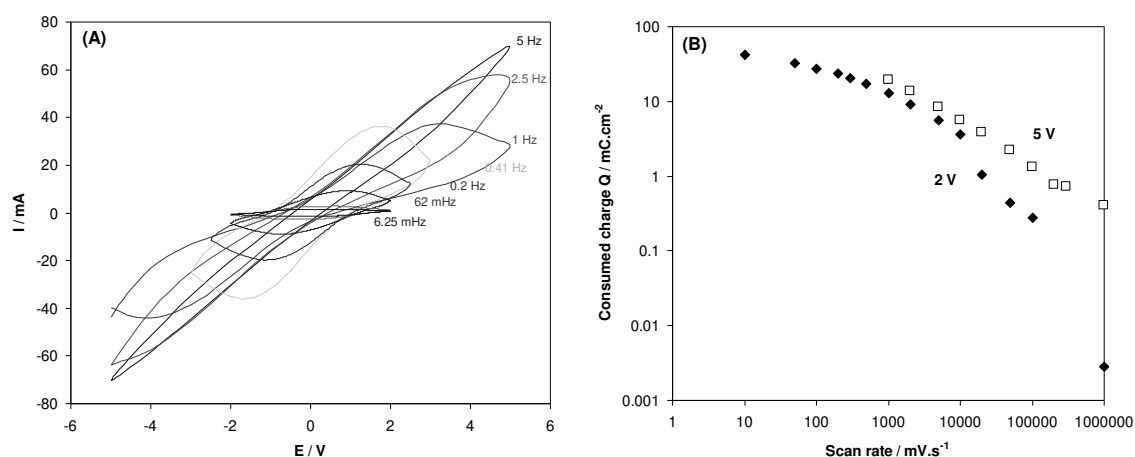 (A)
80
60
40
20
0
-20
-40
-60
-80
I / mA
-6
-4
-2
0
2
4
6
E / V
5 Hz
2.5 Hz
1 Hz
0.41 Hz
0.2 Hz
62 mHz
6.25 mHz
(B)
100
10
1
0.1
0.01
0.001
Consumed charge Q / mC.cm-2
5 V
2 V
1
10
100
1000
10000
100000
1000000
Scan rate / mV.s-1